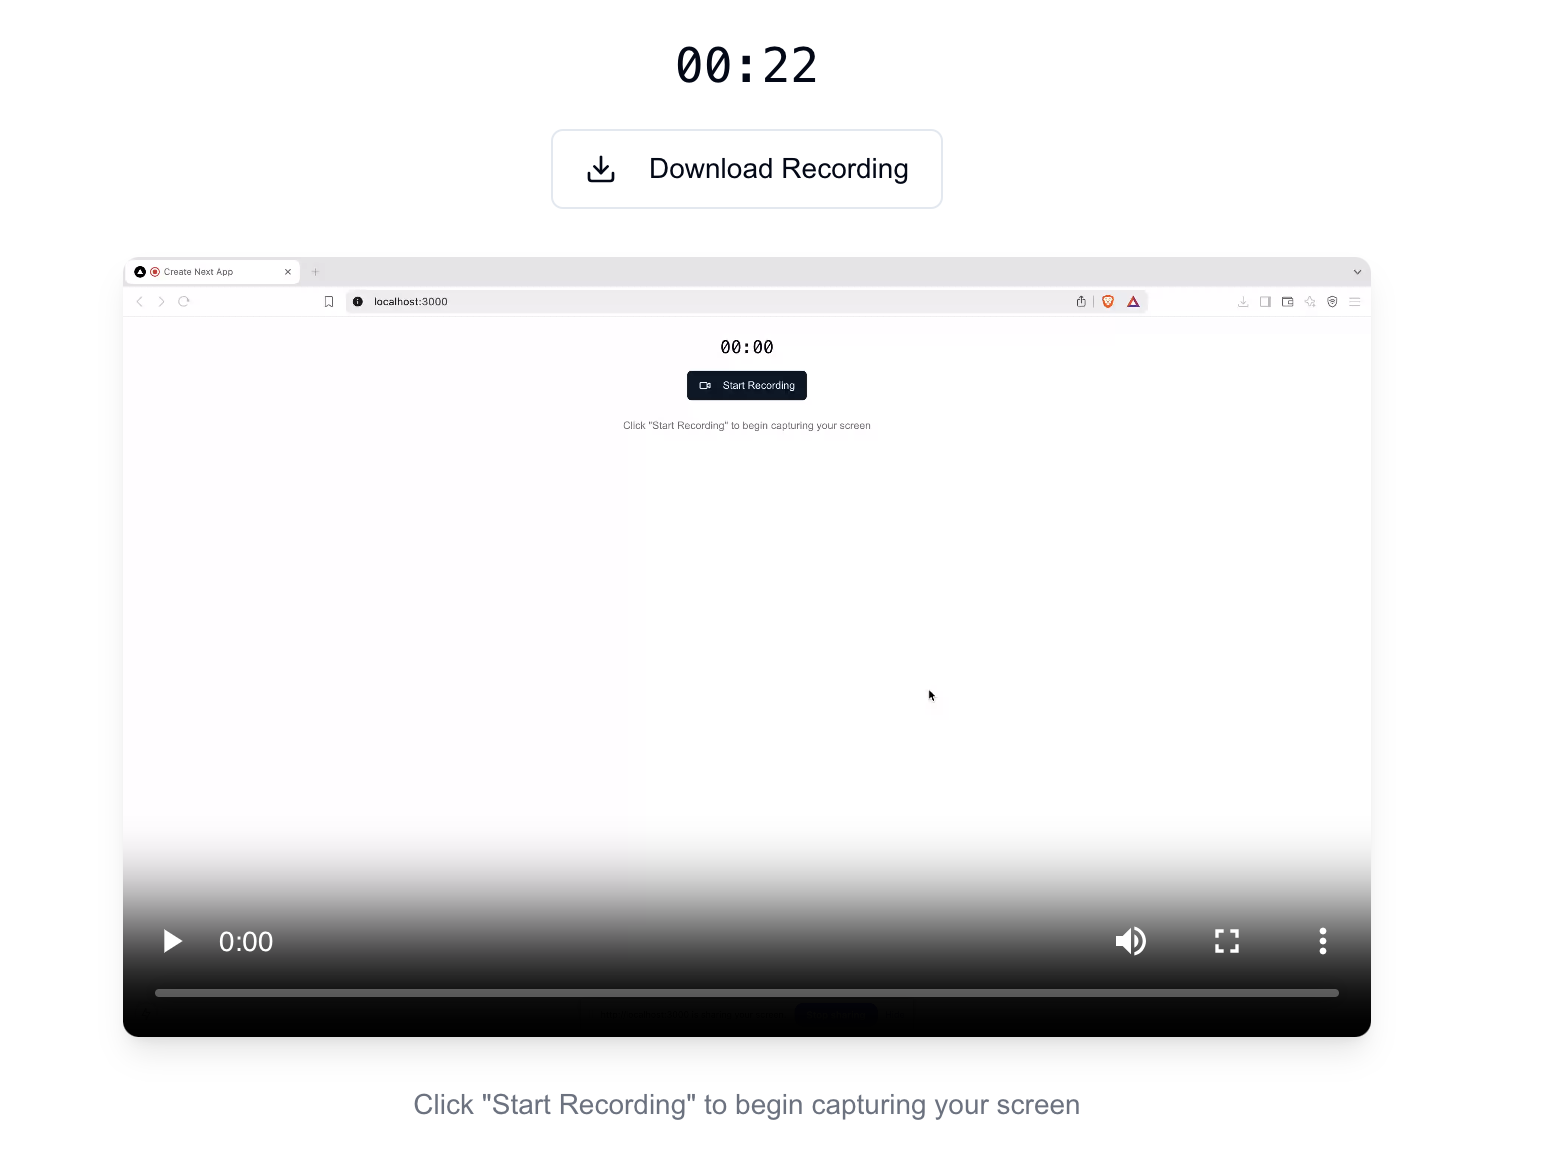 00:22
Download Recording
Create Next App
localhost:3000
00:00
Start Recording
Click "Start Recording" to begin capturing your screen
0:00
Click "Start Recording" to begin capturing your screen